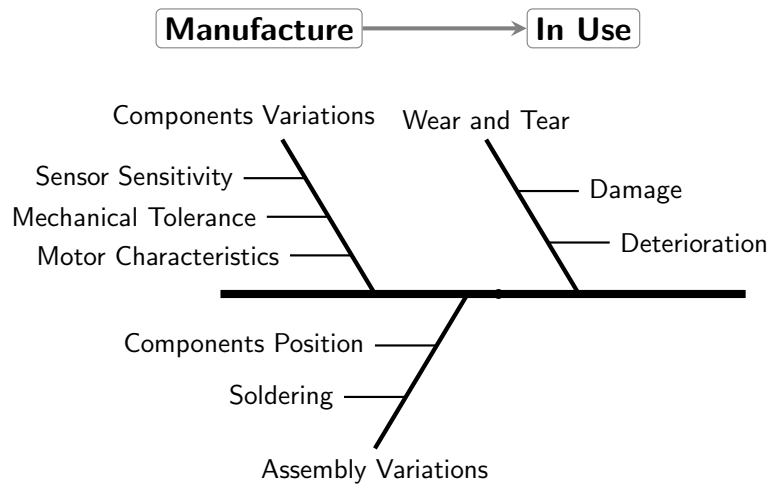 Manufacture
In Use
Components Variations
Wear and Tear
Sensor Sensitivity
Damage
Mechanical Tolerance
Deterioration
Motor Characteristics
Components Position
Soldering
Assembly Variations